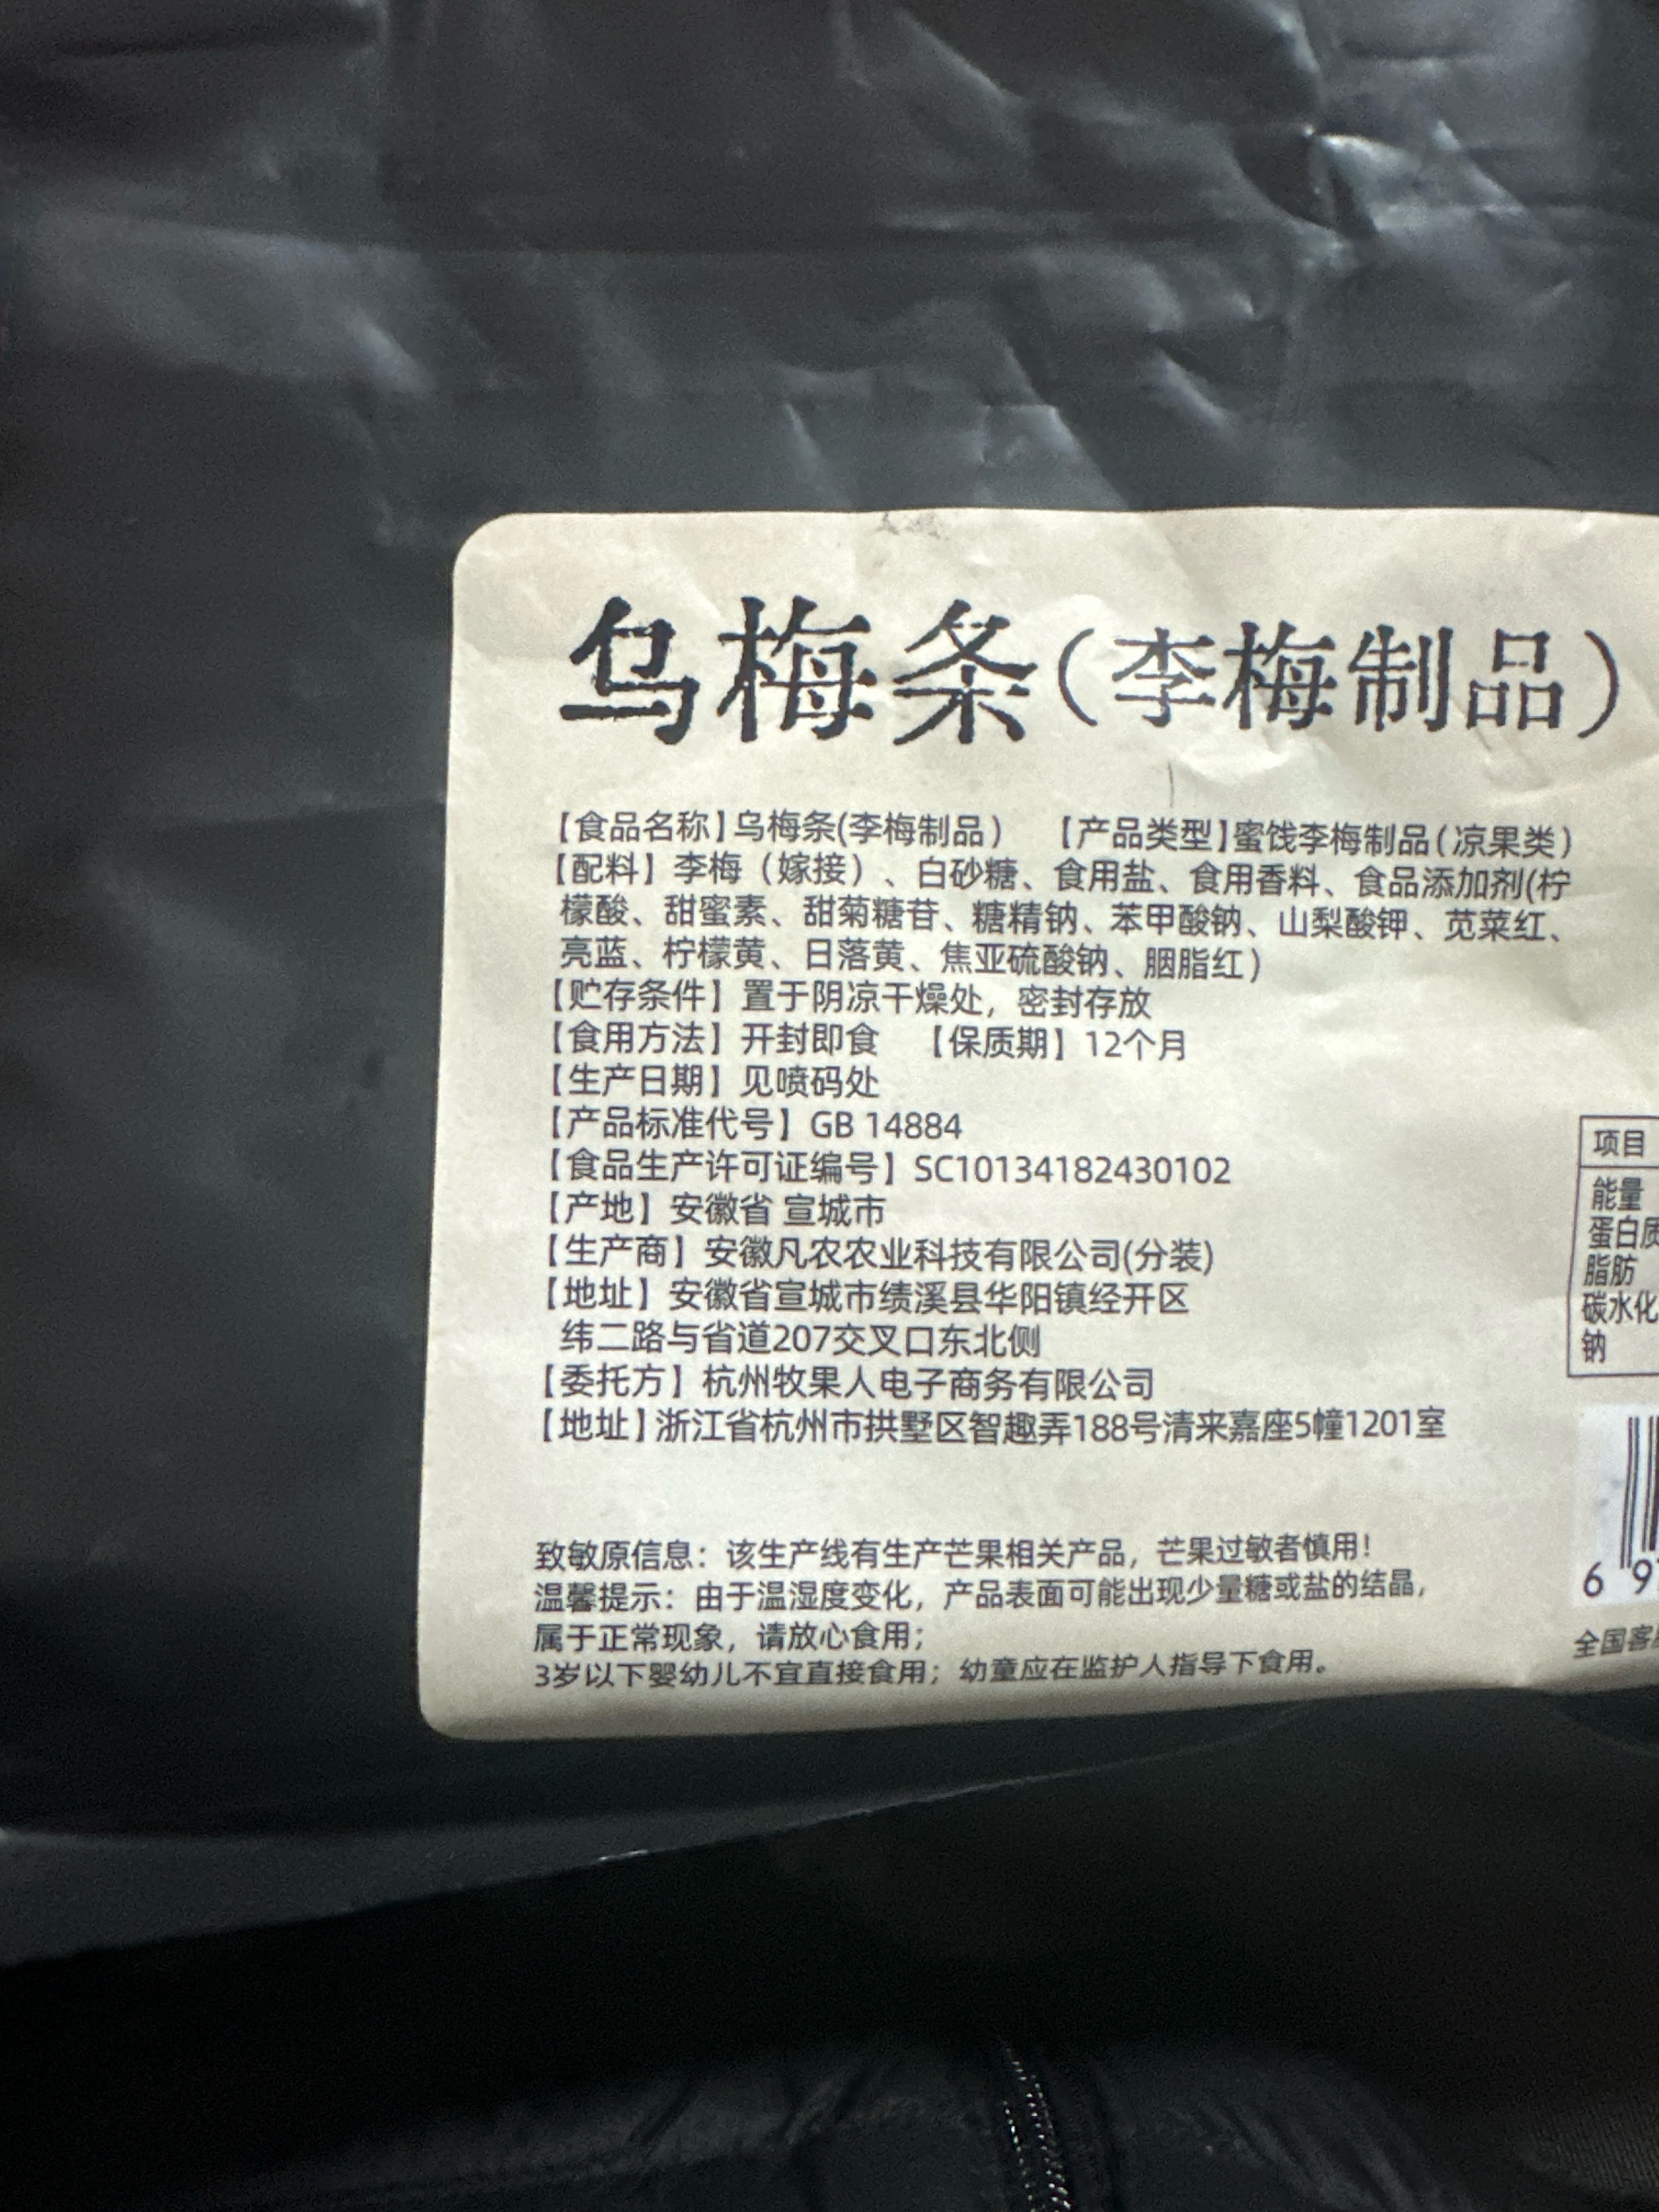 乌梅条(李梅制品)
【食品名称】乌梅条(李梅制品) 【产品类型】蜜饯李梅制品(凉果类)
【配料】李梅(嫁接)、白砂糖、食用盐、食用香料、食品添加剂(柠
檬酸、甜蜜素、甜菊糖苷、糖精钠、苯甲酸钠、山梨酸钾、苋菜红、
亮蓝、柠檬黄、日落黄、焦亚硫酸钠、胭脂红)
【贮存条件】置于阴凉干燥处,密封存放
【食用方法】开封即食 【保质期】12个月
【生产日期】见喷码处
【产品标准代号】GB 14884
【食品生产许可证编号】SC10134182430102
【产地】安徽省 宣城市
【生产商】安徽凡农农业科技有限公司(分装)
【地址】安徽省宣城市绩溪县华阳镇经开区
纬二路与省道207交叉口东北侧
【委托方】杭州牧果人电子商务有限公司
【地址】浙江省杭州市拱墅区智趣弄188号清来嘉座5幢1201室
致敏原信息:该生产线有生产芒果相关产品,芒果过敏者慎用!
温馨提示:由于温湿度变化,产品表面可能出现少量糖或盐的结晶,
属于正常现象,请放心食用;
3岁以下婴幼儿不宜直接食用;幼童应在监护人指导下食用。
项目
能量
蛋白质
脂肪
碳水化
钠
6 97
全国客